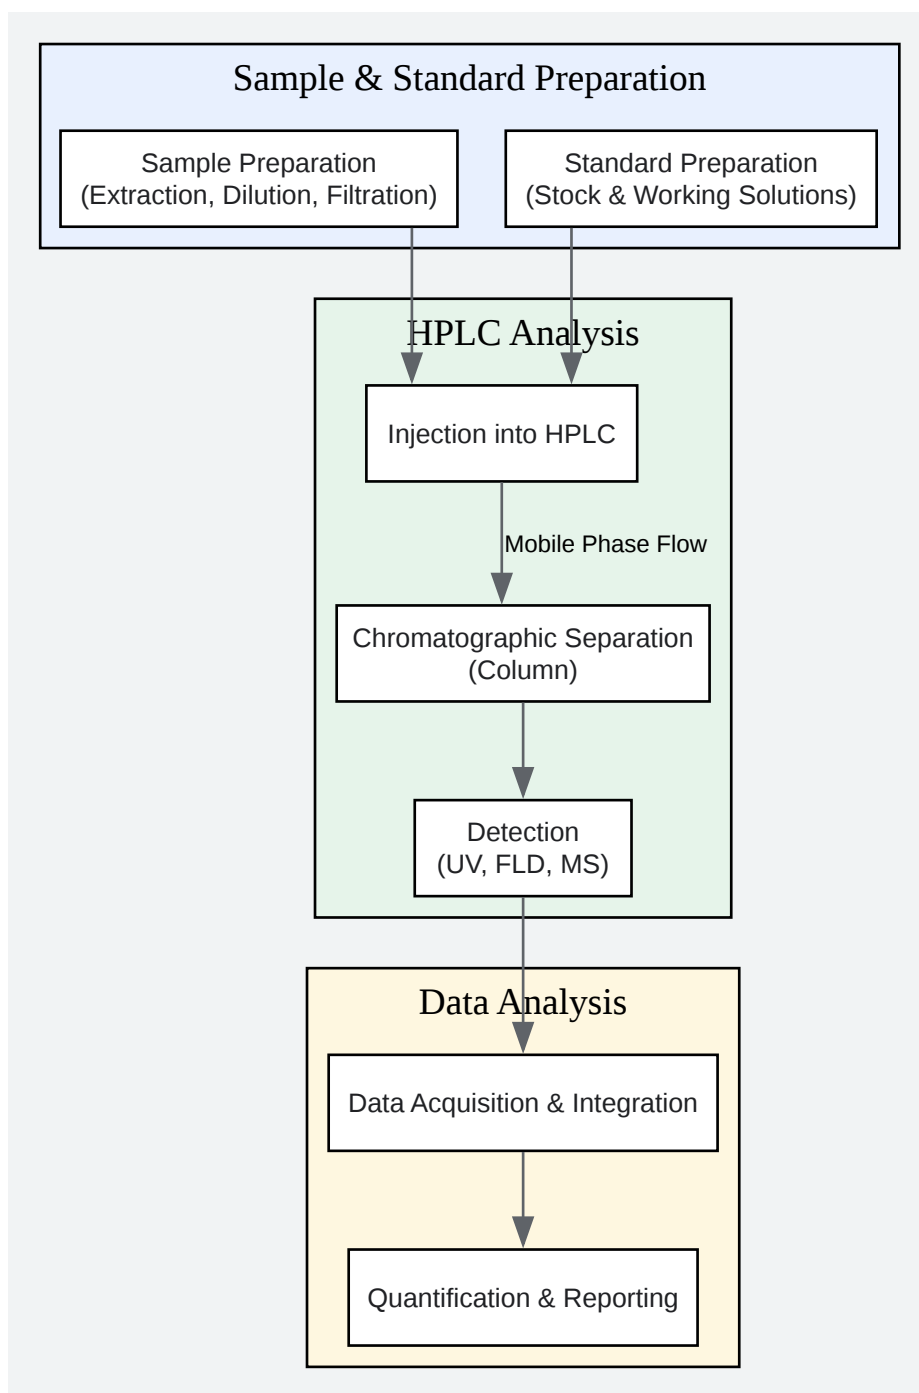 Sample & Standard Preparation
Sample Preparation
(Extraction, Dilution, Filtration)
Standard Preparation
(Stock & Working Solutions)
HPLC Analysis
Injection into HPLC
Mobile Phase Flow
Chromatographic Separation
(Column)
Detection
(UV, FLD, MS)
Data Analysis
Data Acquisition & Integration
Quantification & Reporting